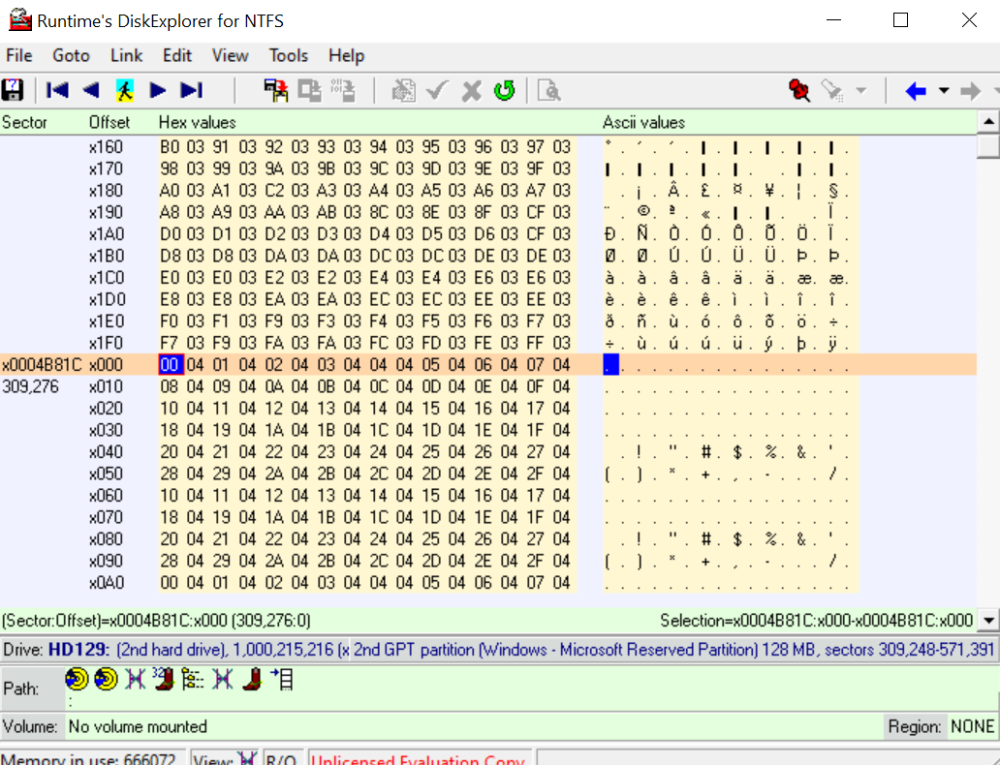 Runtime's DiskExplorer for NTFS
File Goto Link Edit View Tools Help
Sector Offset Hex values Ascii values
x160 B0 03 91 03 92 03 93 03 94 03 95 03 96 03 97 03 ° . ´ . ´ . | . | . | . | . | .
x170 98 03 99 03 9A 03 9B 03 9C 03 9D 03 9E 03 9F 03 | . | . | . | . | . . | . | .
x180 A0 03 A1 03 C2 03 A3 03 A4 03 A5 03 A6 03 A7 03 . ¡ . Â . £ . ¤ . ¥ . ¦ . § .
x190 A8 03 A9 03 AA 03 AB 03 8C 03 8E 03 8F 03 CF 03 ¨ . © . ª . « . | . | . . Ï .
x1A0 D0 03 D1 03 D2 03 D3 03 D4 03 D5 03 D6 03 CF 03 Ð . Ñ . Ò . Ó . Ô . Õ . Ö . Ï .
x1B0 D8 03 D8 03 DA 03 DA 03 DC 03 DC 03 DE 03 DE 03 Ø . Ø . Ú . Ú . Ü . Ü . Þ . Þ .
x1C0 E0 03 E0 03 E2 03 E2 03 E4 03 E4 03 E6 03 E6 03 à . à . â . â . ä . ä . æ . æ .
x1D0 E8 03 E8 03 EA 03 EA 03 EC 03 EC 03 EE 03 EE 03 è . è . ê . ê . ì . ì . î . î .
x1E0 F0 03 F1 03 F9 03 F3 03 F4 03 F5 03 F6 03 F7 03 ð . ñ . ù . ó . ô . õ . ö . ÷ .
x1F0 F7 03 F9 03 FA 03 FA 03 FC 03 FD 03 FE 03 FF 03 ÷ . ù . ú . ú . ü . ý . þ . ÿ .
x0004B81C x000 00 04 01 04 02 04 03 04 04 04 05 04 06 04 07 04 . . . . . . . . . . . . . . . .
309,276 x010 08 04 09 04 0A 04 0B 04 0C 04 0D 04 0E 04 0F 04 . . . . . . . . . . . . . . . .
x020 10 04 11 04 12 04 13 04 14 04 15 04 16 04 17 04 . . . . . . . . . . . . . . . .
x030 18 04 19 04 1A 04 1B 04 1C 04 1D 04 1E 04 1F 04 . . . . . . . . . . . . . . . .
x040 20 04 21 04 22 04 23 04 24 04 25 04 26 04 27 04 . ! . " . # . $ . % . & . ' .
x050 28 04 29 04 2A 04 2B 04 2C 04 2D 04 2E 04 2F 04 ( . ) . * . + . , . - . . . / .
x060 10 04 11 04 12 04 13 04 14 04 15 04 16 04 17 04 . . . . . . . . . . . . . . . .
x070 18 04 19 04 1A 04 1B 04 1C 04 1D 04 1E 04 1F 04 . . . . . . . . . . . . . . . .
x080 20 04 21 04 22 04 23 04 24 04 25 04 26 04 27 04 . ! . " . # . $ . % . & . ' .
x090 28 04 29 04 2A 04 2B 04 2C 04 2D 04 2E 04 2F 04 ( . ) . * . + . , . - . . . / .
x0A0 00 04 01 04 02 04 03 04 04 04 05 04 06 04 07 04 . . . . . . . . . . . . . . . .
(Sector:Offset)=x0004B81C:x000 (309,276:0) Selection=x0004B81C:x000-x0004B81C:x000
Drive: HD129: (2nd hard drive), 1,000,215,216 (x 2nd GPT partition (Windows - Microsoft Reserved Partition) 128 MB, sectors 309,248-571,391
Path: 32
:
Volume: No volume mounted Region: NONE
Memory in use: 666072 View: R/O Unlicensed Evaluation Copy